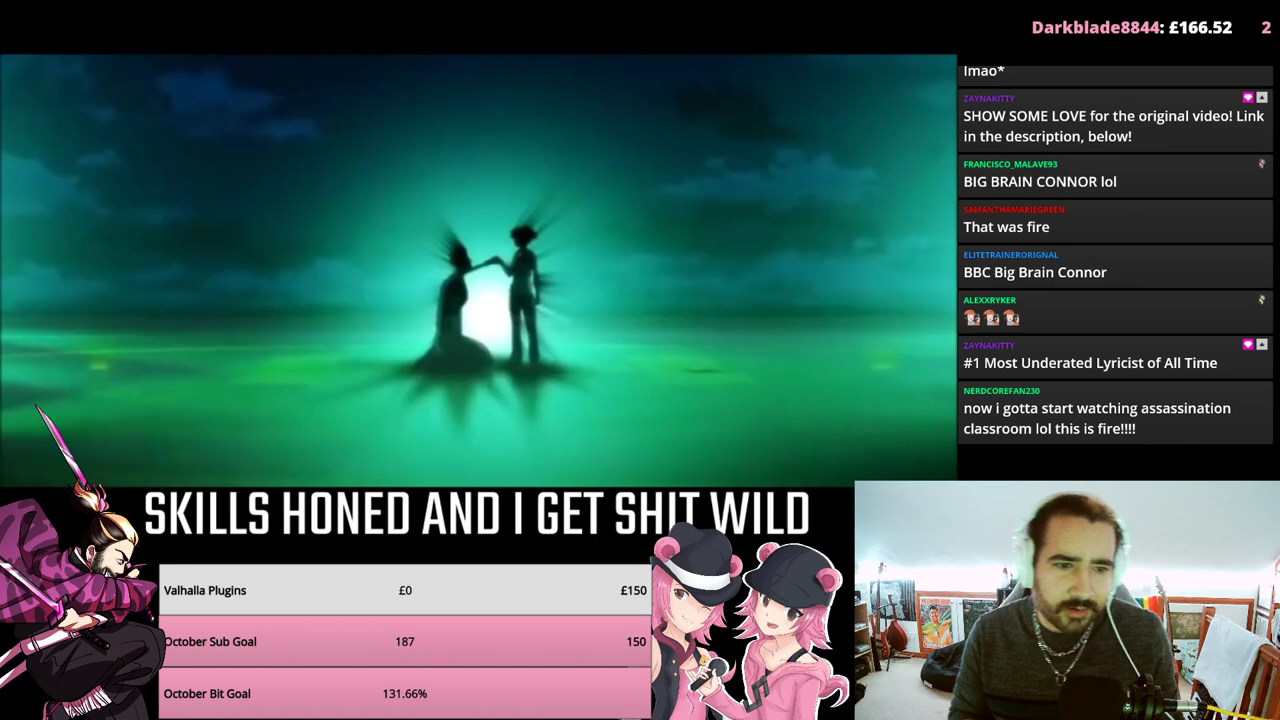 Darkblade8844: £166.52 2
lmao*
ZAYNAKITTY
SHOW SOME LOVE for the original video! Link
in the description, below!
FRANCISCO_MALAVE93
BIG BRAIN CONNOR lol
SAMANTHAMARIEGREEN
That was fire
ELITETRAINERORIGNAL
BBC Big Brain Connor
ALEXXRYKER
ZAYNAKITTY
#1 Most Underated Lyricist of All Time
NERDCOREFAN230
now i gotta start watching assassination
classroom lol this is fire!!!!
SKILLS HONED AND I GET SHIT WILD
Valhalla Plugins £0 £150
October Sub Goal 187 150
October Bit Goal 131.66%